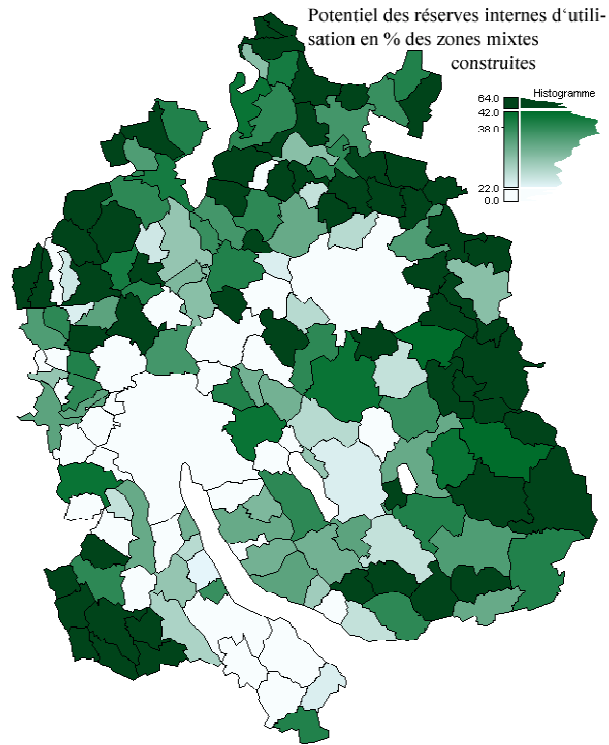 Potentiel des réserves internes d‘utili-
sation en % des zones mixtes
construites
Histogramme
64.0
42.0
38.0
22.0
0.0